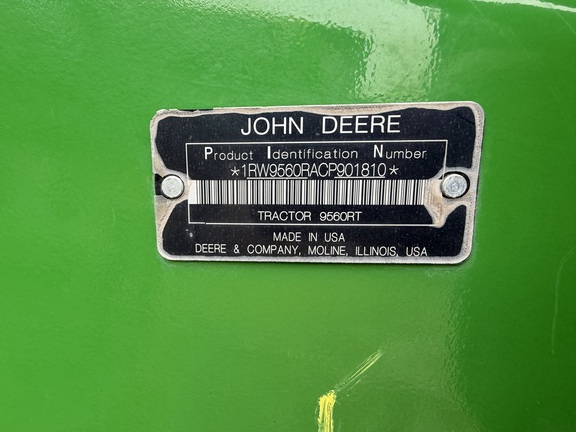 JOHN DEERE
Product Identification Number
*1RW9560RACP901810*
TRACTOR 9560RT
MADE IN USA
DEERE & COMPANY, MOLINE, ILLINOIS, USA